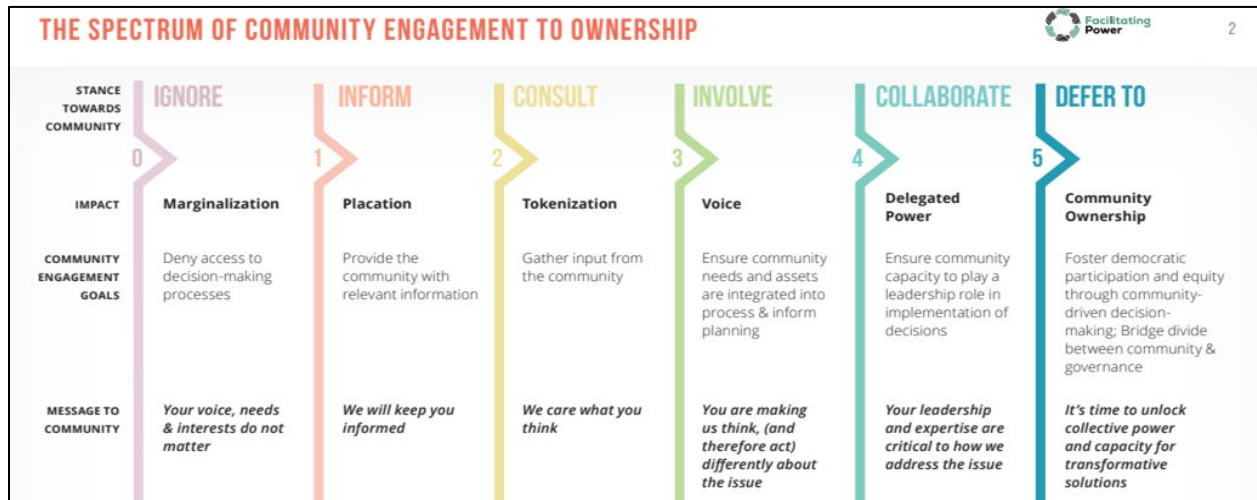 THE SPECTRUM OF COMMUNITY ENGAGEMENT TO OWNERSHIP
Facilitating
Power
2
STANCE
TOWARDS
COMMUNITY
IGNORE
INFORM
CONSULT
INVOLVE
COLLABORATE
DEFER TO
0
1
2
3
4
5
IMPACT
Marginalization
Placation
Tokenization
Voice
Delegated
Power
Community
Ownership
COMMUNITY
ENGAGEMENT
GOALS
Deny access to
decision-making
processes
Provide the
community with
relevant information
Gather input from
the community
Ensure community
needs and assets
are integrated into
process & inform
planning
Ensure community
capacity to play a
leadership role in
implementation of
decisions
Foster democratic
participation and equity
through community-
driven decision-
making; Bridge divide
between community &
governance
MESSAGE TO
COMMUNITY
Your voice, needs
& interests do not
matter
We will keep you
informed
We care what you
think
You are making
us think, (and
therefore act)
differently about
the issue
Your leadership
and expertise are
critical to how we
address the issue
It's time to unlock
collective power
and capacity for
transformative
solutions